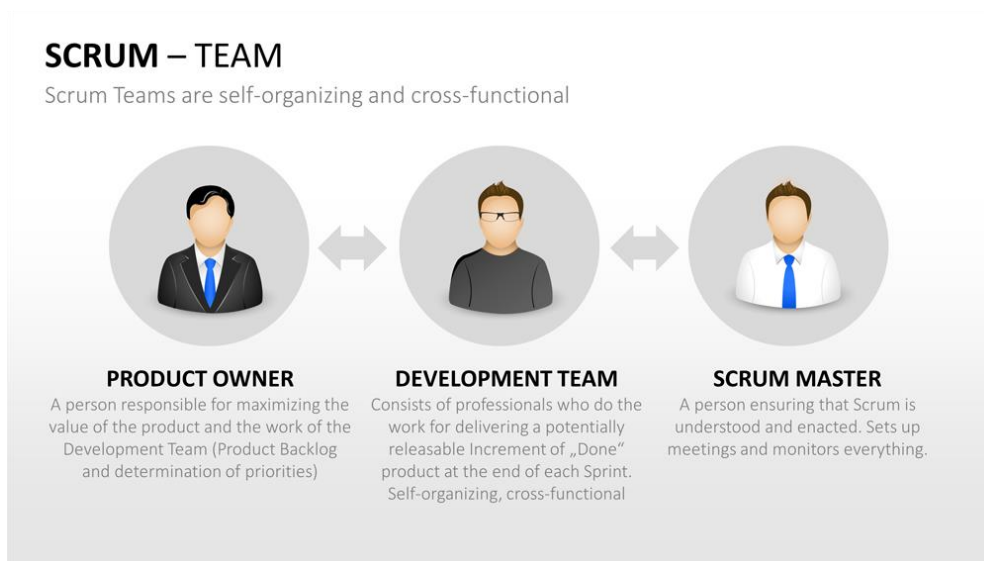 SCRUM – TEAM
Scrum Teams are self-organizing and cross-functional
PRODUCT OWNER
A person responsible for maximizing the
value of the product and the work of the
Development Team (Product Backlog
and determination of priorities)
DEVELOPMENT TEAM
Consists of professionals who do the
work for delivering a potentially
releasable Increment of „Done“
product at the end of each Sprint.
Self-organizing, cross-functional
SCRUM MASTER
A person ensuring that Scrum is
understood and enacted. Sets up
meetings and monitors everything.